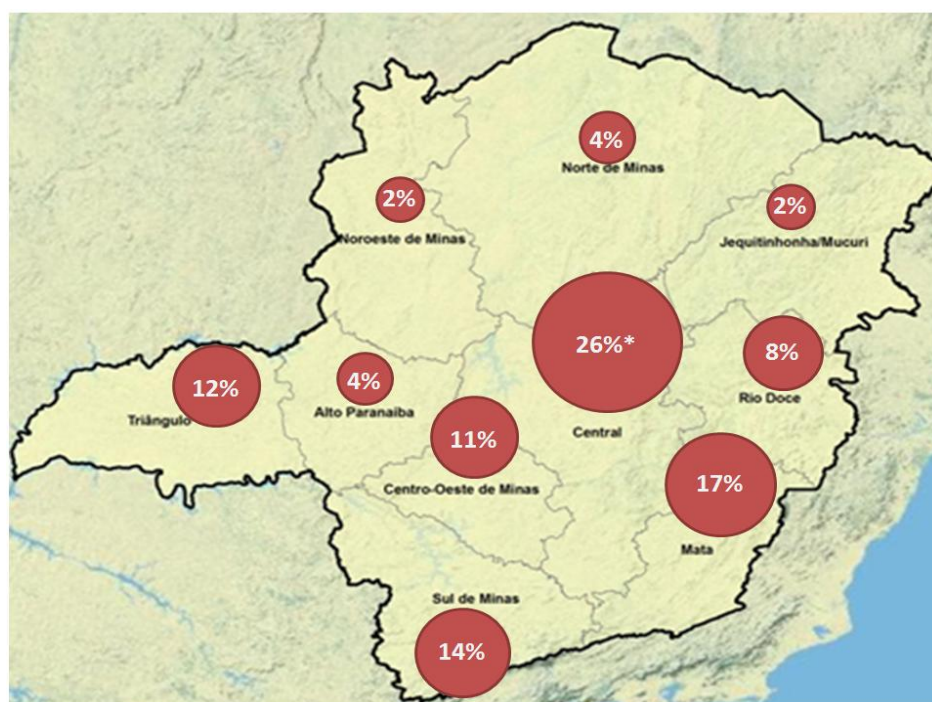 4%
Norte de Minas
2%
Noroeste de Minas
2%
Jequitinhonha/Mucuri
26%*
Central
8%
Rio Doce
12%
Triângulo
4%
Alto Paranaiba
11%
Centro-Oeste de Minas
17%
Mata
Sul de Minas
14%